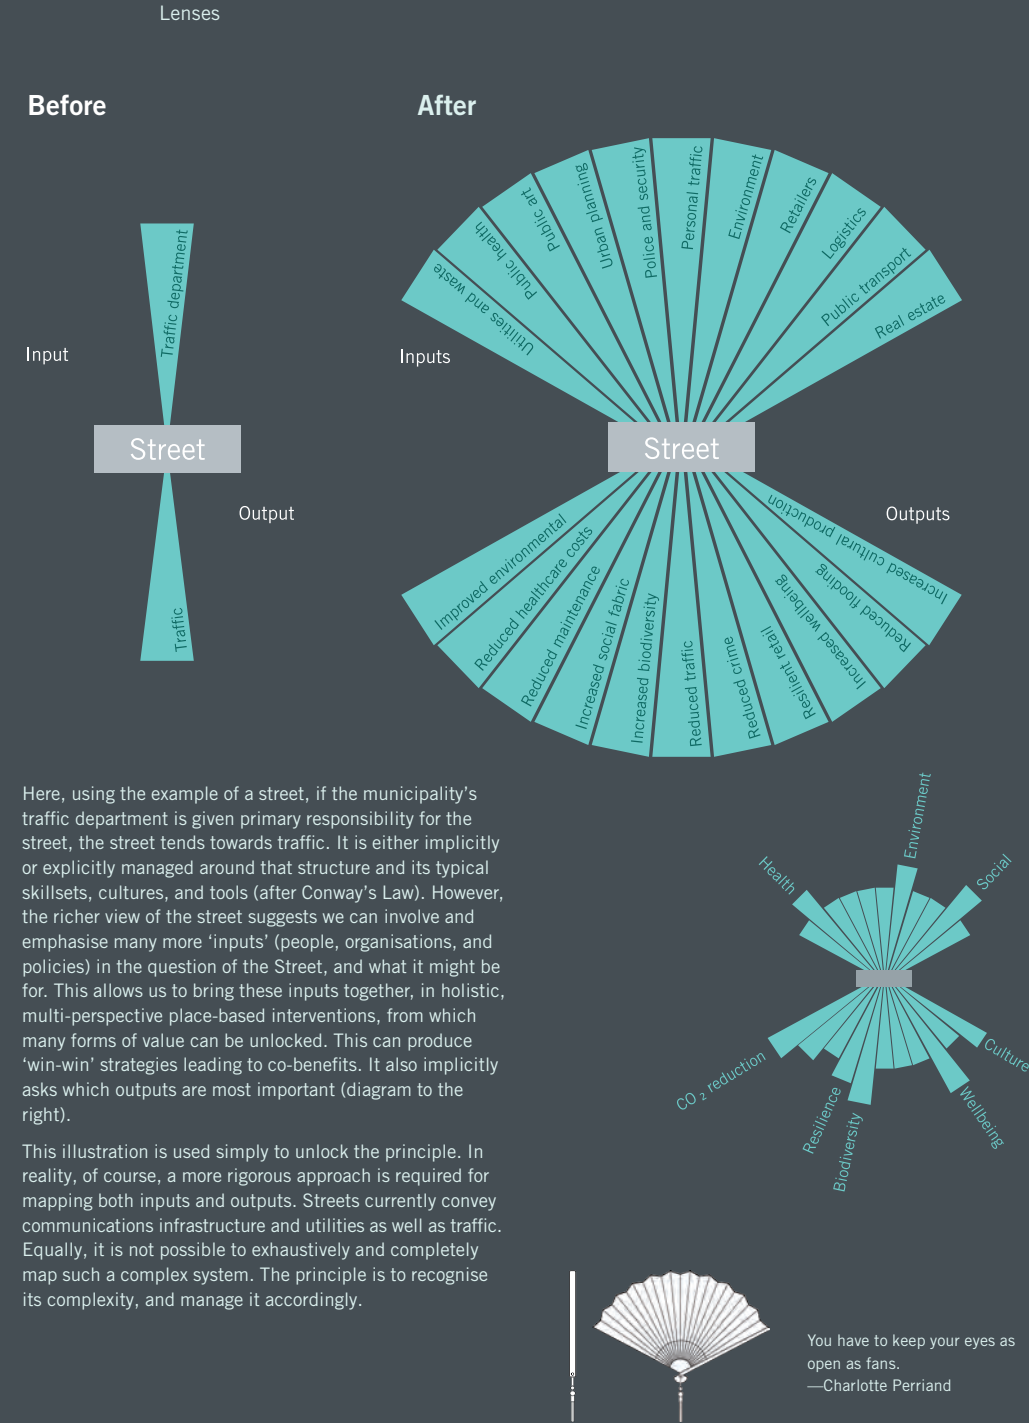 Lenses
Before
After
Traffic department
Input
Street
Output
Traffic
Utilities and waste
Public health
Public art
Urban planning
Police and security
Personal traffic
Environment
Retailers
Logistics
Public transport
Real estate
Inputs
Street
Outputs
Improved environmental
Reduced healthcare costs
Reduced maintenance
Increased social fabric
Increased biodiversity
Reduced traffic
Reduced crime
Resilient retail
Increased wellbeing
Reduced flooding
Increased cultural production
Here, using the example of a street, if the municipality’s
traffic department is given primary responsibility for the
street, the street tends towards traffic. It is either implicitly
or explicitly managed around that structure and its typical
skillsets, cultures, and tools (after Conway’s Law). However,
the richer view of the street suggests we can involve and
emphasise many more ‘inputs’ (people, organisations, and
policies) in the question of the Street, and what it might be
for. This allows us to bring these inputs together, in holistic,
multi-perspective place-based interventions, from which
many forms of value can be unlocked. This can produce
‘win-win’ strategies leading to co-benefits. It also implicitly
asks which outputs are most important (diagram to the
right).
This illustration is used simply to unlock the principle. In
reality, of course, a more rigorous approach is required for
mapping both inputs and outputs. Streets currently convey
communications infrastructure and utilities as well as traffic.
Equally, it is not possible to exhaustively and completely
map such a complex system. The principle is to recognise
its complexity, and manage it accordingly.
Health
Environment
Social
CO₂ reduction
Resilience
Biodiversity
Wellbeing
Culture
You have to keep your eyes as
open as fans.
—Charlotte Perriand